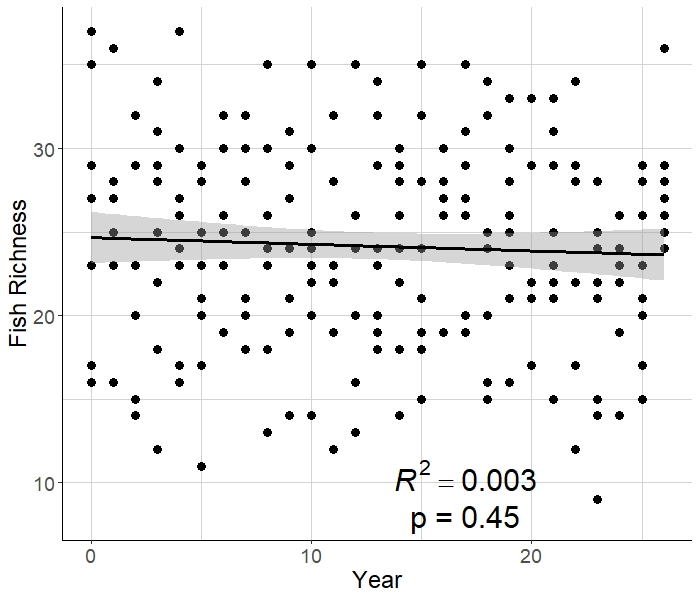 Fish Richness
30
20
10
R² = 0.003
p = 0.45
0 10 20
Year